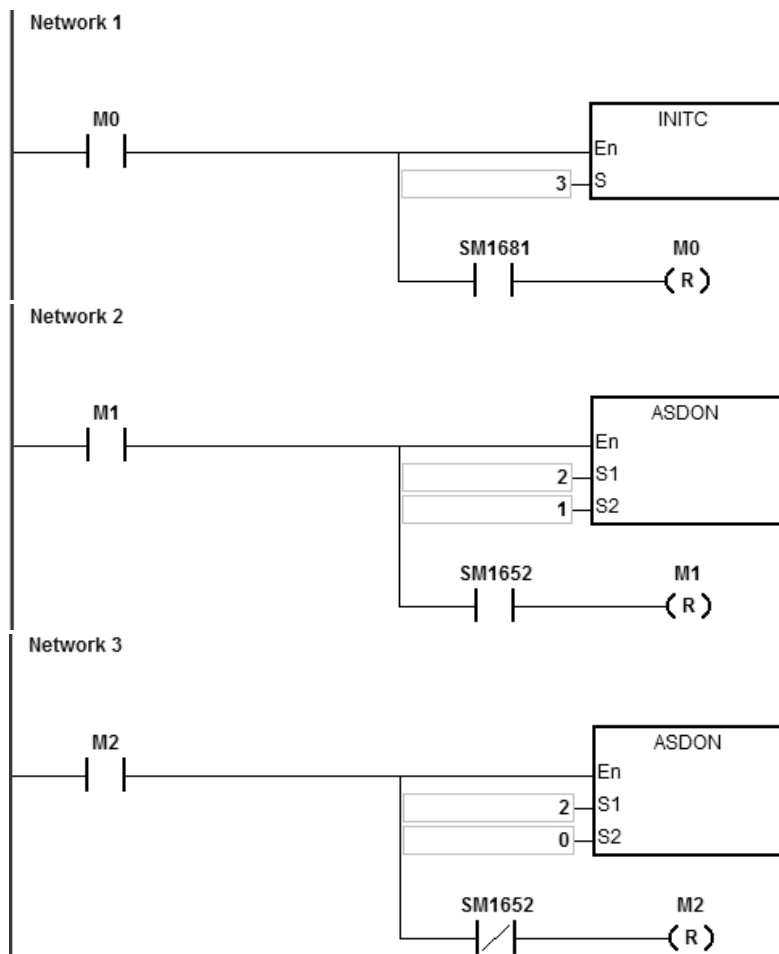 Network 1
M0
INITC
En
3 S
SM1681 M0
( R )
Network 2
M1
ASDON
En
2 S1
1 S2
SM1652 M1
( R )
Network 3
M2
ASDON
En
2 S1
0 S2
SM1652 M2
( R )